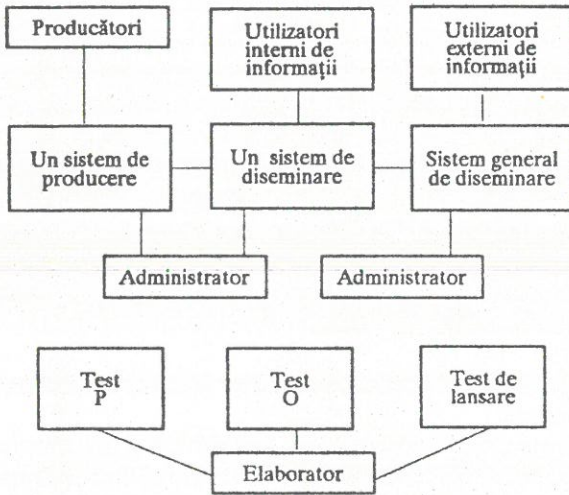 Producători
Utilizatori
interni de
informații
Utilizatori
externi de
informații
Un sistem de
producere
Un sistem de
diseminare
Sistem general
de diseminare
Administrator
Administrator
Test
P
Test
O
Test de
lansare
Elaborator